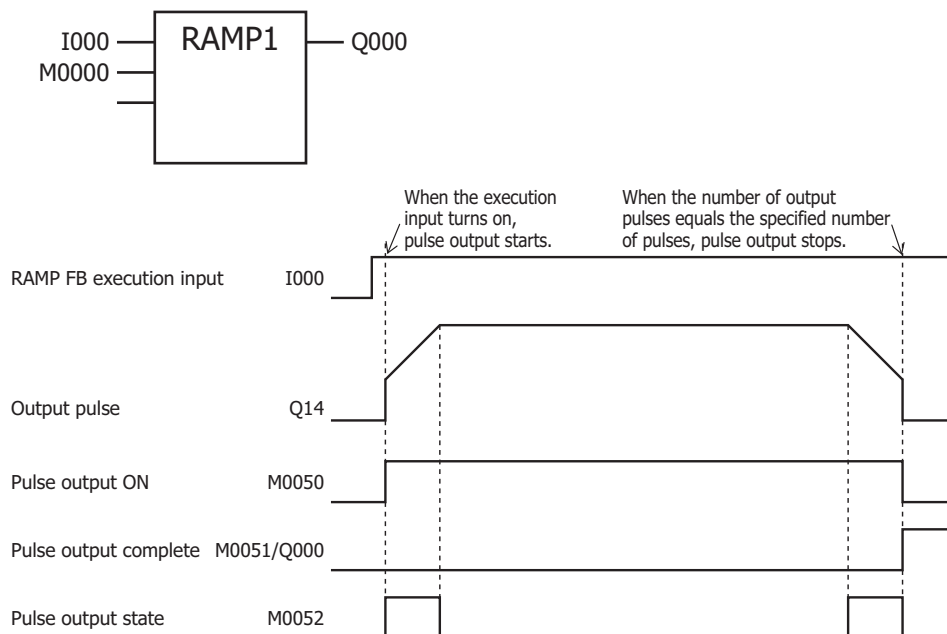 I000 RAMP1 Q000
M0000
When the execution
input turns on,
pulse output starts.
When the number of output
pulses equals the specified number
of pulses, pulse output stops.
RAMP FB execution input I000
Output pulse Q14
Pulse output ON M0050
Pulse output complete M0051/Q000
Pulse output state M0052